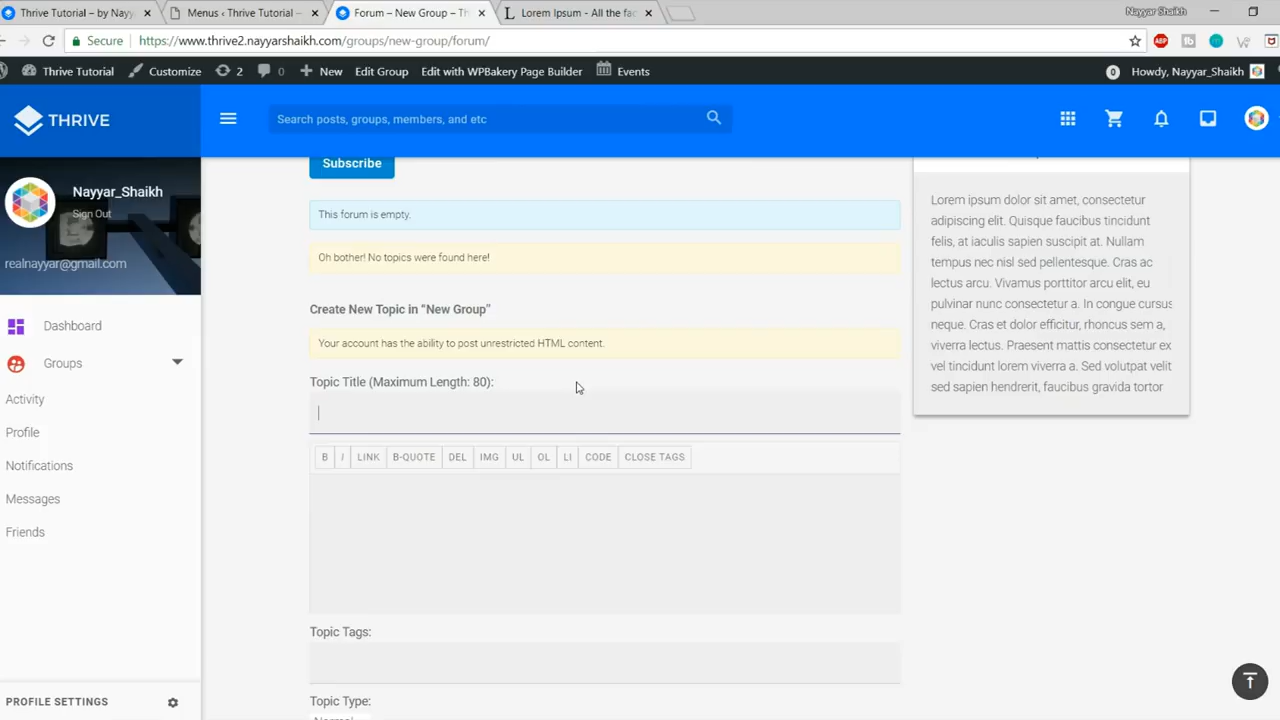 Thrive Tutorial – by Nayy
Menus ‹ Thrive Tutorial —
Forum – New Group – Th
Lorem Ipsum - All the fac
Nayyar Shaikh
Secure
https://www.thrive2.nayyarshaikh.com/groups/new-group/forum/
ABP
Thrive Tutorial
Customize
2
0
New
Edit Group
Edit with WPBakery Page Builder
Events
0
Howdy, Nayyar_Shaikh
THRIVE
Search posts, groups, members, and etc
Nayyar_Shaikh
Sign Out
realnayyar@gmail.com
Dashboard
Groups
Activity
Profile
Notifications
Messages
Friends
PROFILE SETTINGS
Subscribe
This forum is empty.
Oh bother! No topics were found here!
Create New Topic in “New Group”
Your account has the ability to post unrestricted HTML content.
Topic Title (Maximum Length: 80):
B I LINK B-QUOTE DEL IMG UL OL LI CODE CLOSE TAGS
Topic Tags:
Topic Type:
Normal
Lorem ipsum dolor sit amet, consectetur
adipiscing elit. Quisque faucibus tincidunt
felis, at iaculis sapien suscipit at. Nullam
tempus nec nisl sed pellentesque. Cras ac
lectus arcu. Vivamus porttitor arcu elit, eu
pulvinar nunc consectetur a. In congue cursus
neque. Cras et dolor efficitur, rhoncus sem a,
viverra lectus. Praesent mattis consectetur ex
vel tincidunt lorem viverra a. Sed volutpat velit
sed sapien hendrerit, faucibus gravida tortor